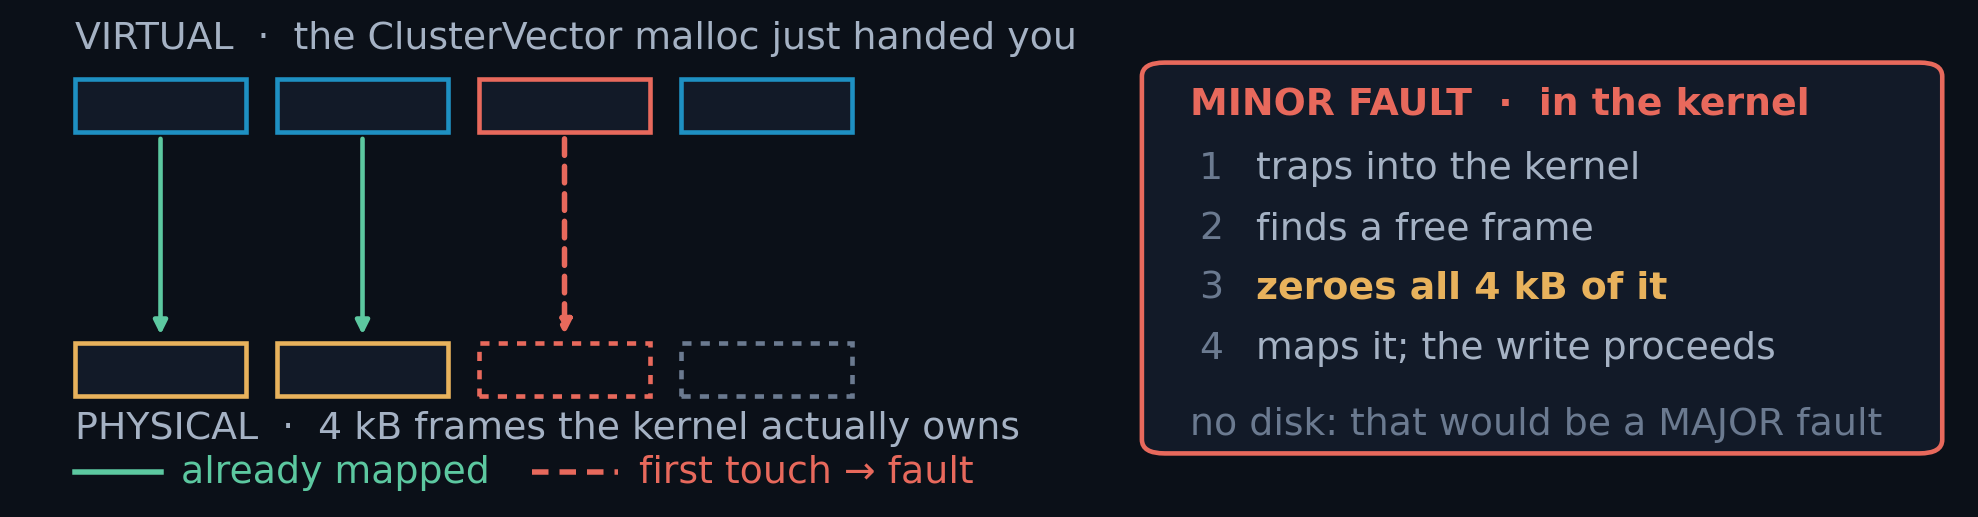 VIRTUAL · the ClusterVector malloc just handed you
MINOR FAULT · in the kernel
1 traps into the kernel
2 finds a free frame
3 zeroes all 4 kB of it
4 maps it; the write proceeds
no disk: that would be a MAJOR fault
PHYSICAL · 4 kB frames the kernel actually owns
already mapped
first touch → fault